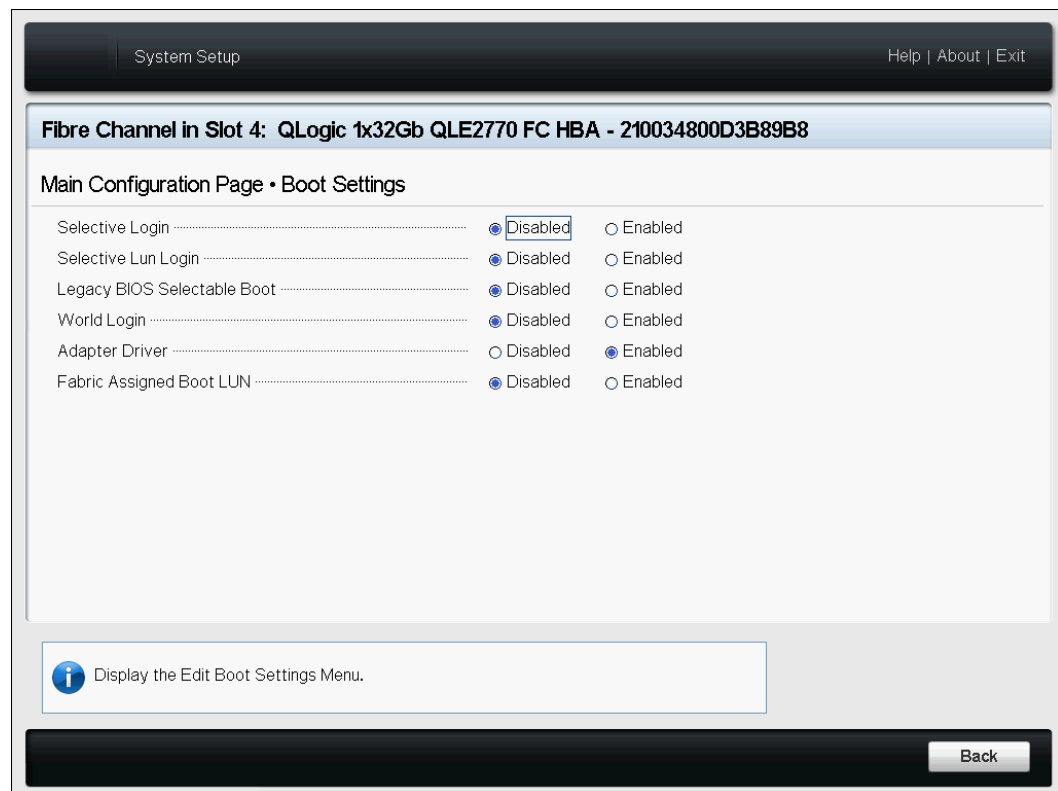 System Setup
Help | About | Exit
Fibre Channel in Slot 4: QLogic 1x32Gb QLE2770 FC HBA - 210034800D3B89B8
Main Configuration Page • Boot Settings
Selective Login Disabled Enabled
Selective Lun Login Disabled Enabled
Legacy BIOS Selectable Boot Disabled Enabled
World Login Disabled Enabled
Adapter Driver Disabled Enabled
Fabric Assigned Boot LUN Disabled Enabled
Display the Edit Boot Settings Menu.
Back